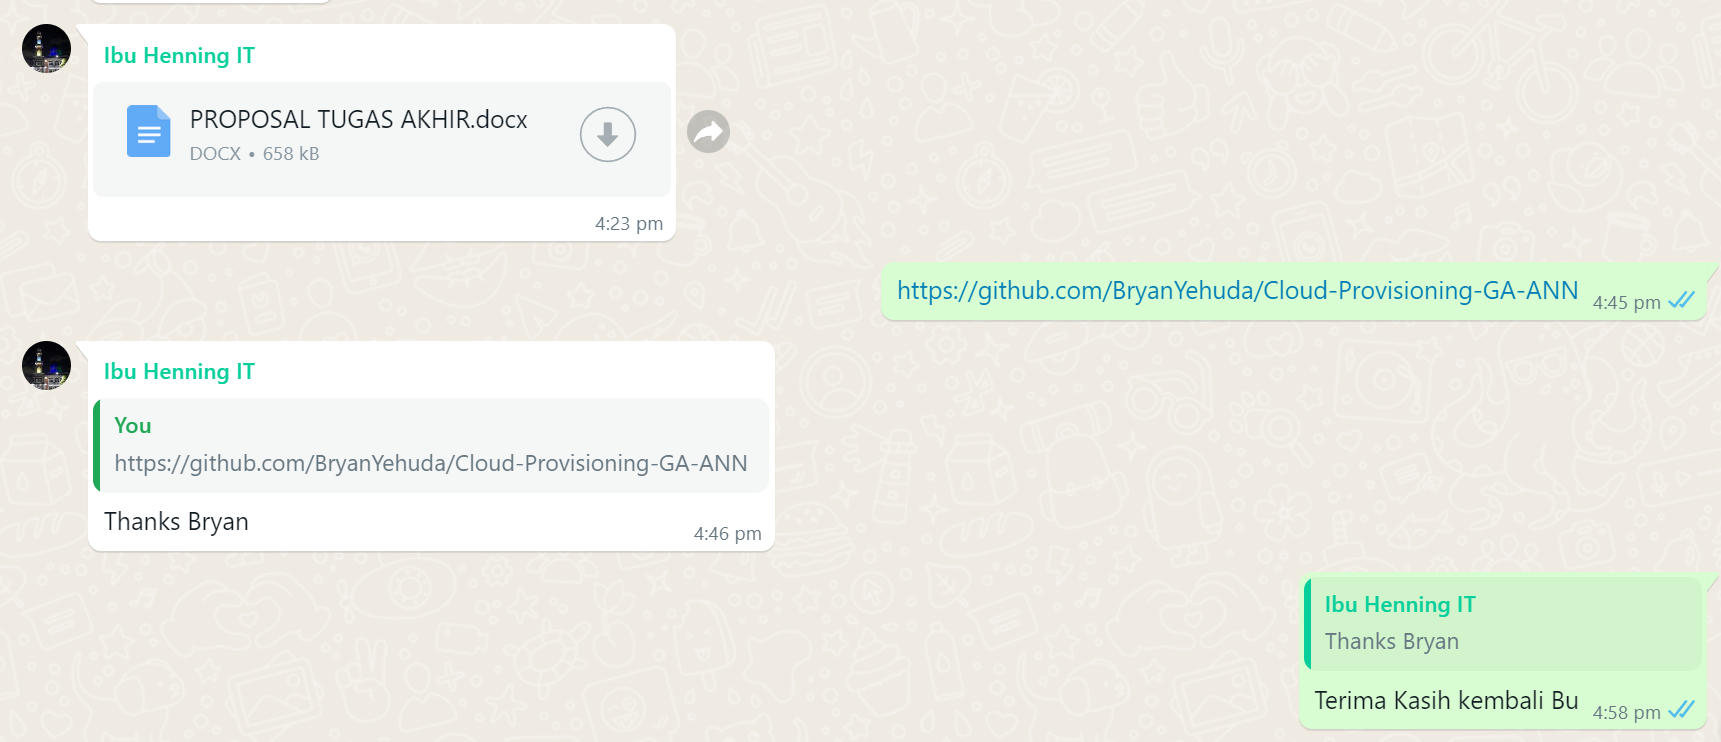 Ibu Henning IT
PROPOSAL TUGAS AKHIR.docx
DOCX • 658 kB
4:23 pm
https://github.com/BryanYehuda/Cloud-Provisioning-GA-ANN
4:45 pm
Ibu Henning IT
You
https://github.com/BryanYehuda/Cloud-Provisioning-GA-ANN
Thanks Bryan
4:46 pm
Ibu Henning IT
Thanks Bryan
Terima Kasih kembali Bu
4:58 pm